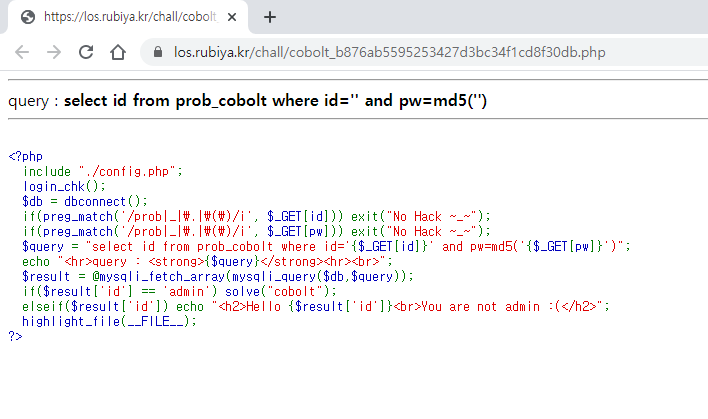 https://los.rubiya.kr/chall/cobolt
los.rubiya.kr/chall/cobolt_b876ab5595253427d3bc34f1cd8f30db.php
query : select id from prob_cobolt where id='' and pw=md5('')
<?php
include "./config.php";
login_chk();
$db = dbconnect();
if(preg_match('/prob|_|₩.|₩(₩)/i', $_GET[id])) exit("No Hack ~_~");
if(preg_match('/prob|_|₩.|₩(₩)/i', $_GET[pw])) exit("No Hack ~_~");
$query = "select id from prob_cobolt where id='{$_GET[id]}' and pw=md5('{$_GET[pw]}')";
echo "<hr>query : <strong>{$query}</strong><hr><br>";
$result = @mysqli_fetch_array(mysqli_query($db,$query));
if($result['id'] == 'admin') solve("cobolt");
elseif($result['id']) echo "<h2>Hello {$result['id']}<br>You are not admin :(</h2>";
highlight_file(__FILE__);
?>